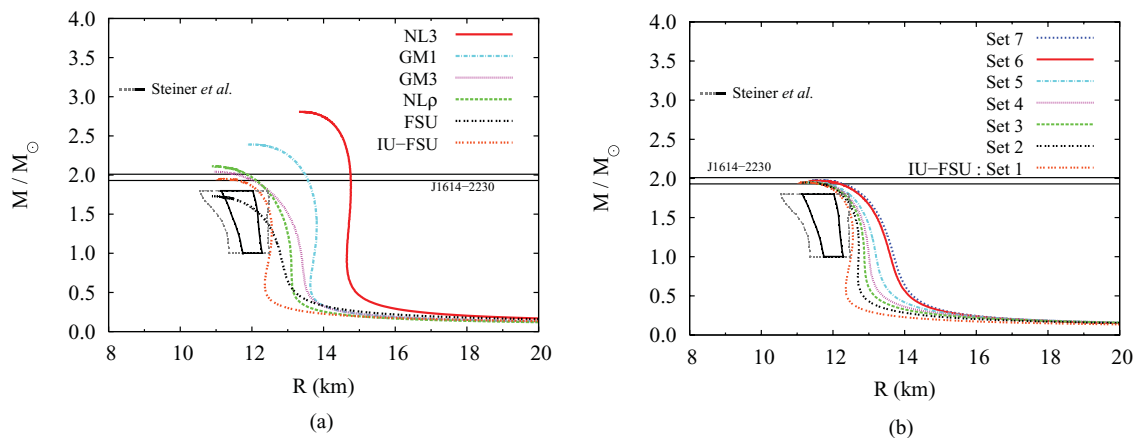 4.0
3.5
3.0
2.5
2.0
1.5
1.0
0.5
0.0
M / M⊙
NL3
GM1
GM3
NLρ
FSU
IU−FSU
Steiner et al.
J1614−2230
8 10 12 14 16 18 20
R (km)
(a)
4.0
3.5
3.0
2.5
2.0
1.5
1.0
0.5
0.0
M / M⊙
Set 7
Set 6
Set 5
Set 4
Set 3
Set 2
IU−FSU : Set 1
Steiner et al.
J1614−2230
8 10 12 14 16 18 20
R (km)
(b)